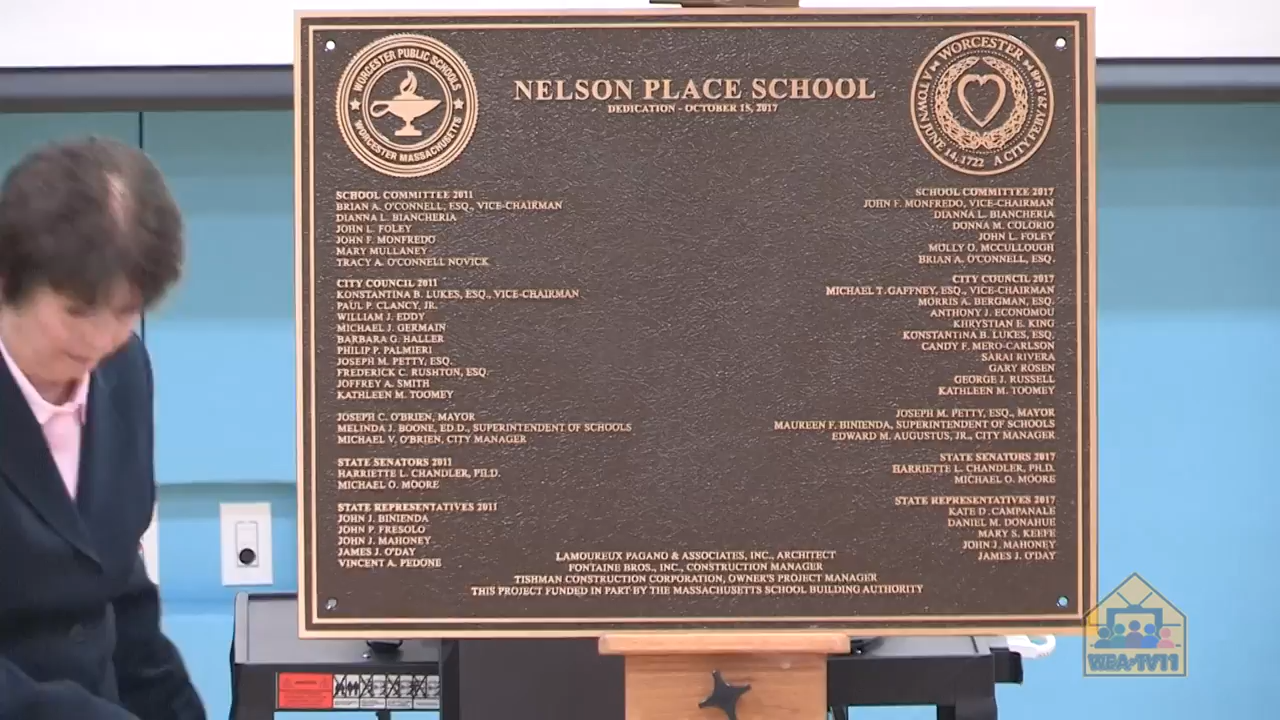 WORCESTER PUBLIC SCHOOLS
WORCESTER MASSACHUSETTS
NELSON PLACE SCHOOL
DEDICATION - OCTOBER 15, 2017
WORCESTER
A TOWN JUNE 14, 1722 A CITY FEBY 29, 1848
SCHOOL COMMITTEE 2011
BRIAN A. O'CONNELL, ESQ., VICE-CHAIRMAN
DIANNA L. BIANCHERIA
JOHN L. FOLEY
JOHN F. MONFREDO
MARY MULLANEY
TRACY A. O'CONNELL NOVICK
CITY COUNCIL 2011
KONSTANTINA B. LUKES, ESQ., VICE-CHAIRMAN
PAUL P. CLANCY, JR.
WILLIAM J. EDDY
MICHAEL J. GERMAIN
BARBARA G. HALLER
PHILIP P. PALMIERI
JOSEPH M. PETTY, ESQ.
FREDERICK C. RUSHTON, ESQ.
JOFFREY A. SMITH
KATHLEEN M. TOOMEY
JOSEPH C. O'BRIEN, MAYOR
MELINDA J. BOONE, ED.D., SUPERINTENDENT OF SCHOOLS
MICHAEL V. O'BRIEN, CITY MANAGER
STATE SENATORS 2011
HARRIETTE L. CHANDLER, PH.D.
MICHAEL O. MOORE
STATE REPRESENTATIVES 2011
JOHN J. BINIENDA
JOHN P. FRESOLO
JOHN J. MAHONEY
JAMES J. O'DAY
VINCENT A. PEDONE
SCHOOL COMMITTEE 2017
JOHN F. MONFREDO, VICE-CHAIRMAN
DIANNA L. BIANCHERIA
DONNA M. COLORIO
JOHN L. FOLEY
MOLLY O. MCCULLOUGH
BRIAN A. O'CONNELL, ESQ.
CITY COUNCIL 2017
MICHAEL T. GAFFNEY, ESQ., VICE-CHAIRMAN
MORRIS A. BERGMAN, ESQ.
ANTHONY J. ECONOMOU
KHRYSTIAN E. KING
KONSTANTINA B. LUKES, ESQ.
CANDY F. MERO-CARLSON
SARAI RIVERA
GARY ROSEN
GEORGE J. RUSSELL
KATHLEEN M. TOOMEY
JOSEPH M. PETTY, ESQ., MAYOR
MAUREEN F. BINIENDA, SUPERINTENDENT OF SCHOOLS
EDWARD M. AUGUSTUS, JR., CITY MANAGER
STATE SENATORS 2017
HARRIETTE L. CHANDLER, PH.D.
MICHAEL O. MOORE
STATE REPRESENTATIVES 2017
KATE D. CAMPANALE
DANIEL M. DONAHUE
MARY S. KEEFE
JOHN J. MAHONEY
JAMES J. O'DAY
LAMOUREUX PAGANO & ASSOCIATES, INC., ARCHITECT
FONTAINE BROS., INC., CONSTRUCTION MANAGER
TISHMAN CONSTRUCTION CORPORATION, OWNER'S PROJECT MANAGER
THIS PROJECT FUNDED IN PART BY THE MASSACHUSETTS SCHOOL BUILDING AUTHORITY
WEA-TV11